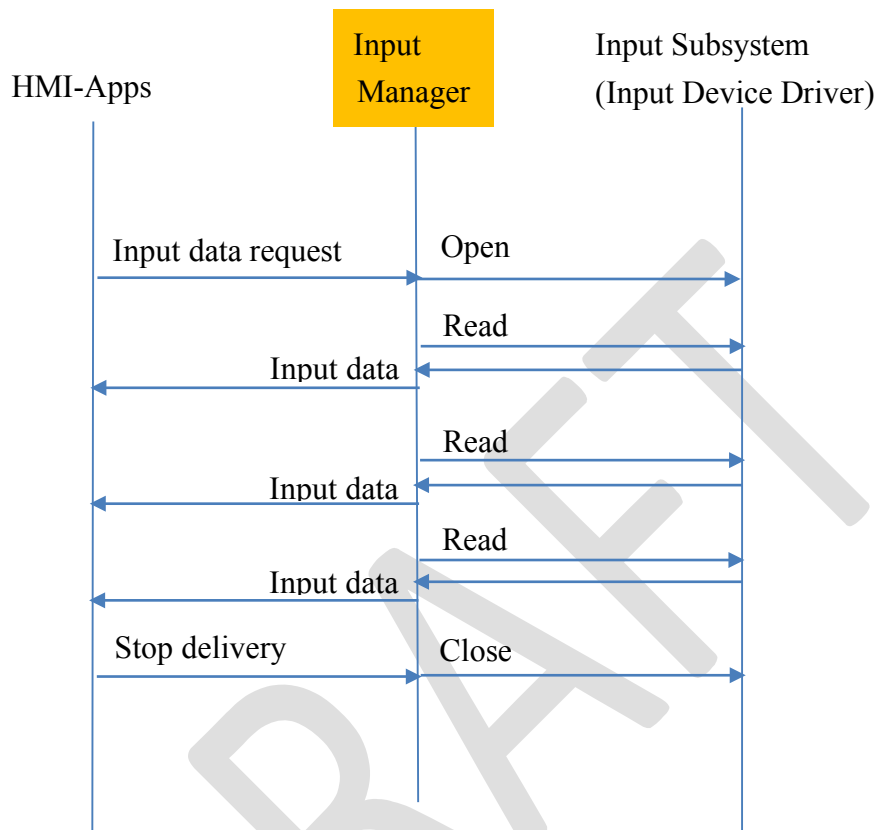 HMI-Apps
Input
Manager
Input Subsystem
(Input Device Driver)
Input data request
Open
Read
Input data
Read
Input data
Read
Input data
Stop delivery
Close
DRAFT